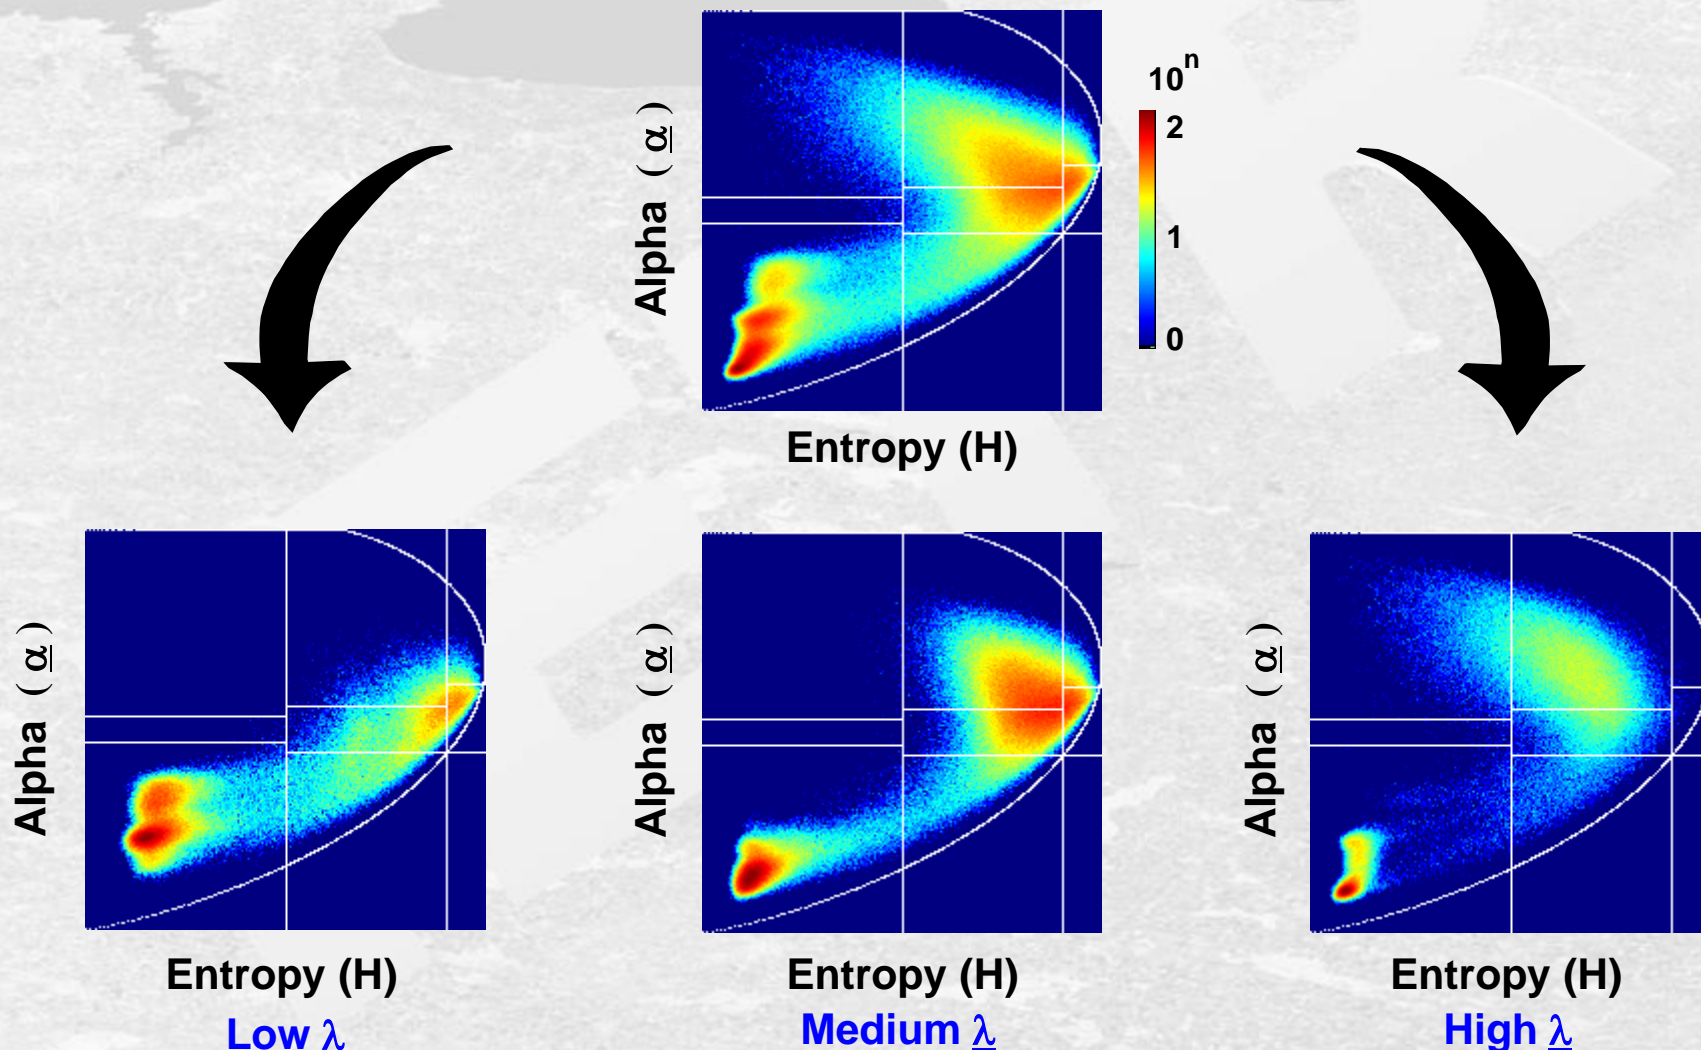 10ⁿ
2
1
0
Alpha ( α )
Entropy (H)
Alpha ( α )
Entropy (H)
Low λ
Alpha ( α )
Entropy (H)
Medium λ
Alpha ( α )
Entropy (H)
High λ